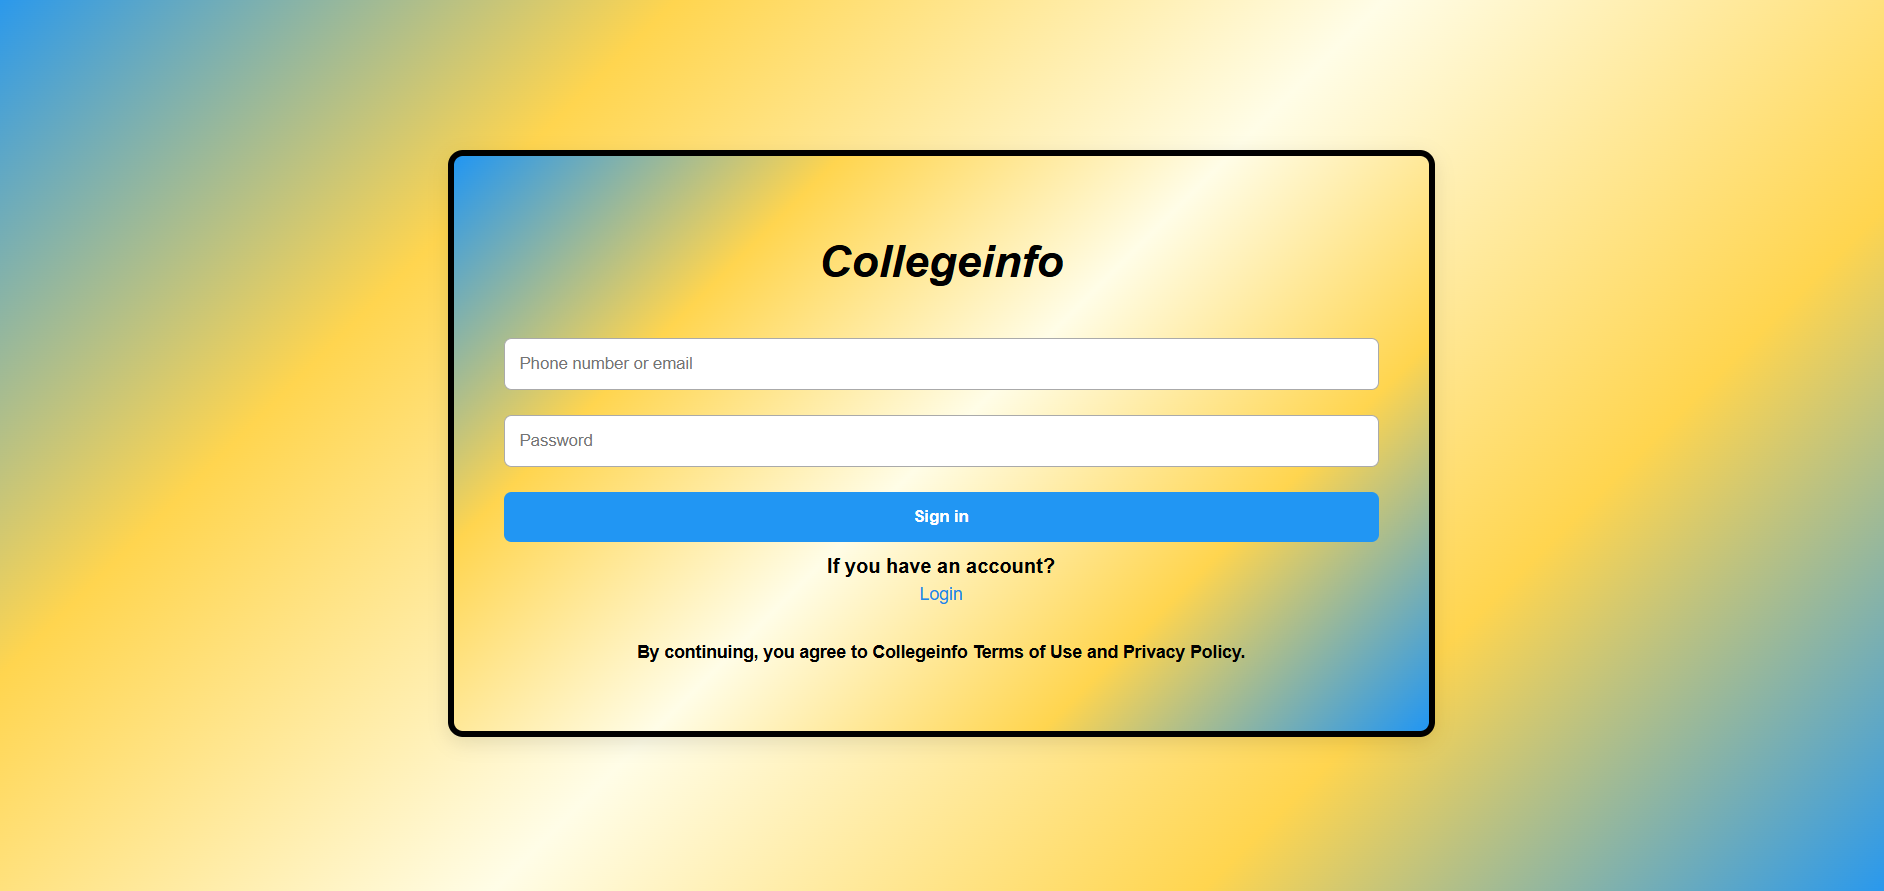 Collegeinfo
Phone number or email
Password
Sign in
If you have an account?
Login
By continuing, you agree to Collegeinfo Terms of Use and Privacy Policy.